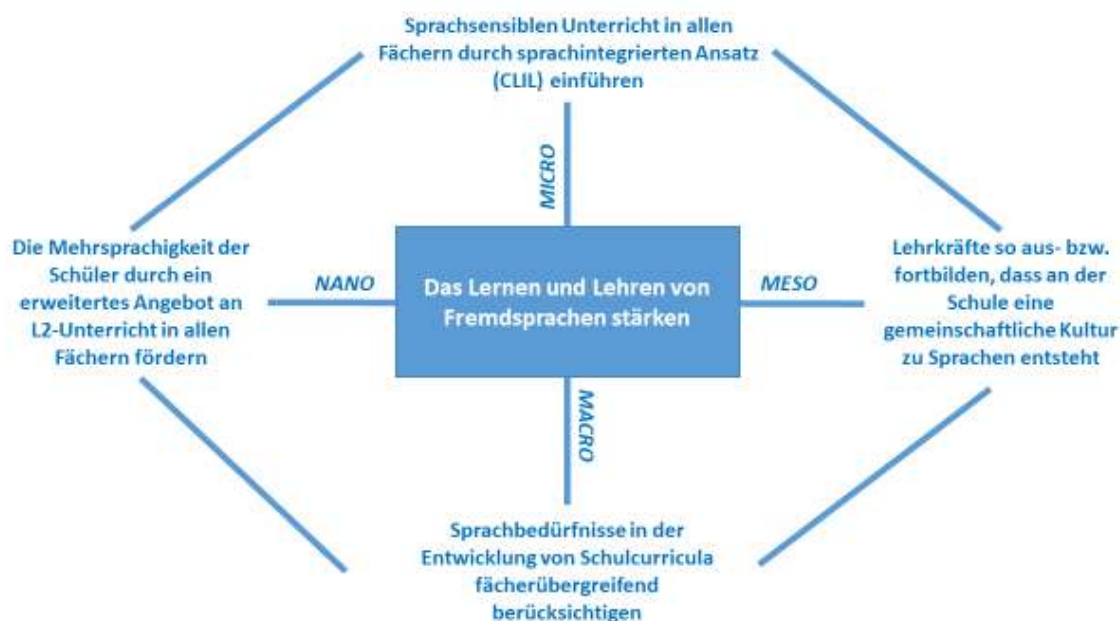 Sprachsensiblen Unterricht in allen
Fächern durch sprachintegrierten Ansatz
(CLIL) einführen
MICRO
Die Mehrsprachigkeit der
Schüler durch ein
erweitertes Angebot an
L2-Unterricht in allen
Fächern fördern
NANO
Das Lernen und Lehren von
Fremdsprachen stärken
MESO
Lehrkräfte so aus- bzw.
fortbilden, dass an der
Schule eine
gemeinschaftliche Kultur
zu Sprachen entsteht
MACRO
Sprachbedürfnisse in der
Entwicklung von Schulcurricula
fächerübergreifend
berücksichtigen